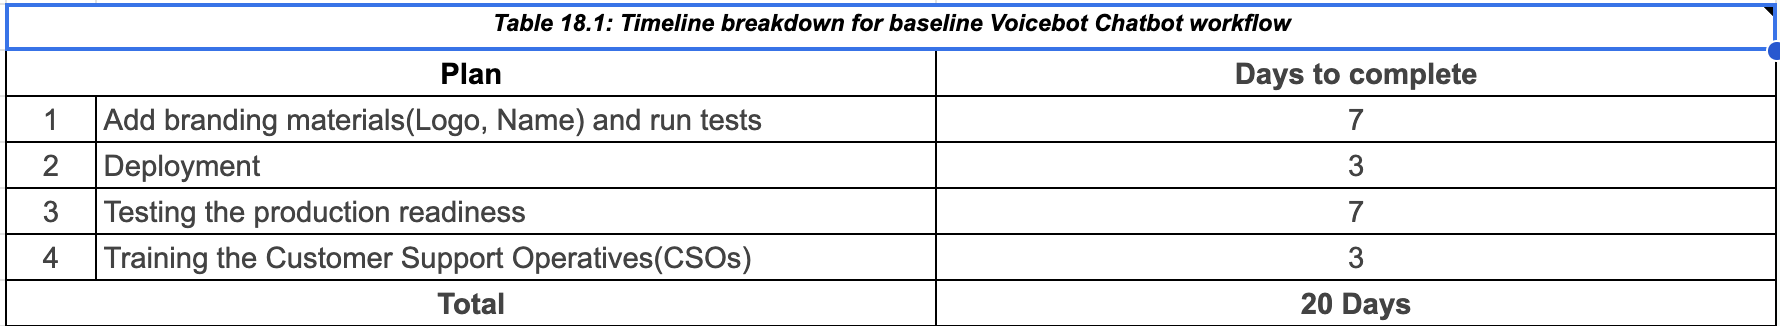 Table 18.1: Timeline breakdown for baseline Voicebot Chatbot workflow
Plan Days to complete
1 Add branding materials(Logo, Name) and run tests 7
2 Deployment 3
3 Testing the production readiness 7
4 Training the Customer Support Operatives(CSOs) 3
Total 20 Days